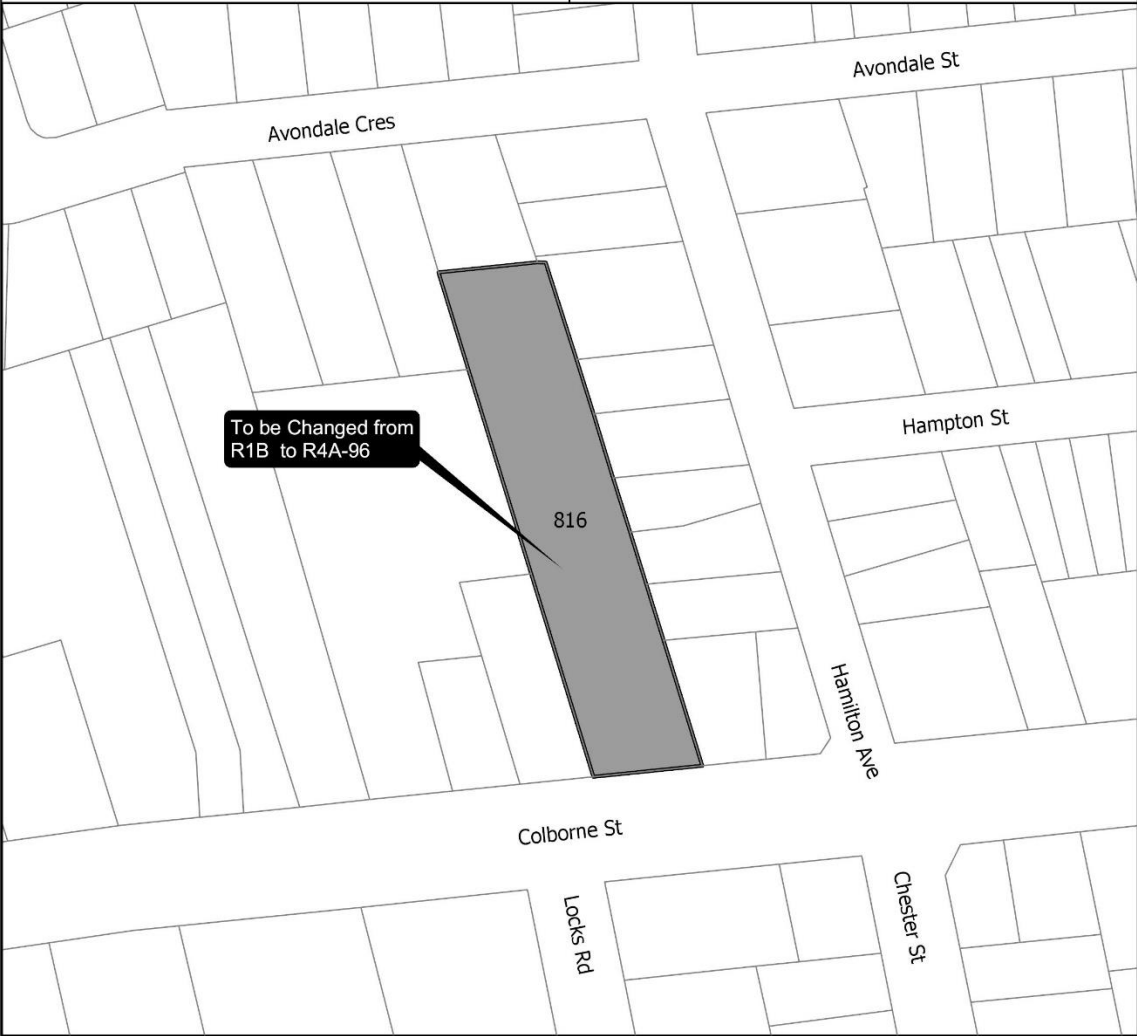 Avondale St
Avondale Cres
Hampton St
To be Changed from
R1B to R4A-96
816
Hamilton Ave
Colborne St
Locks Rd
Chester St